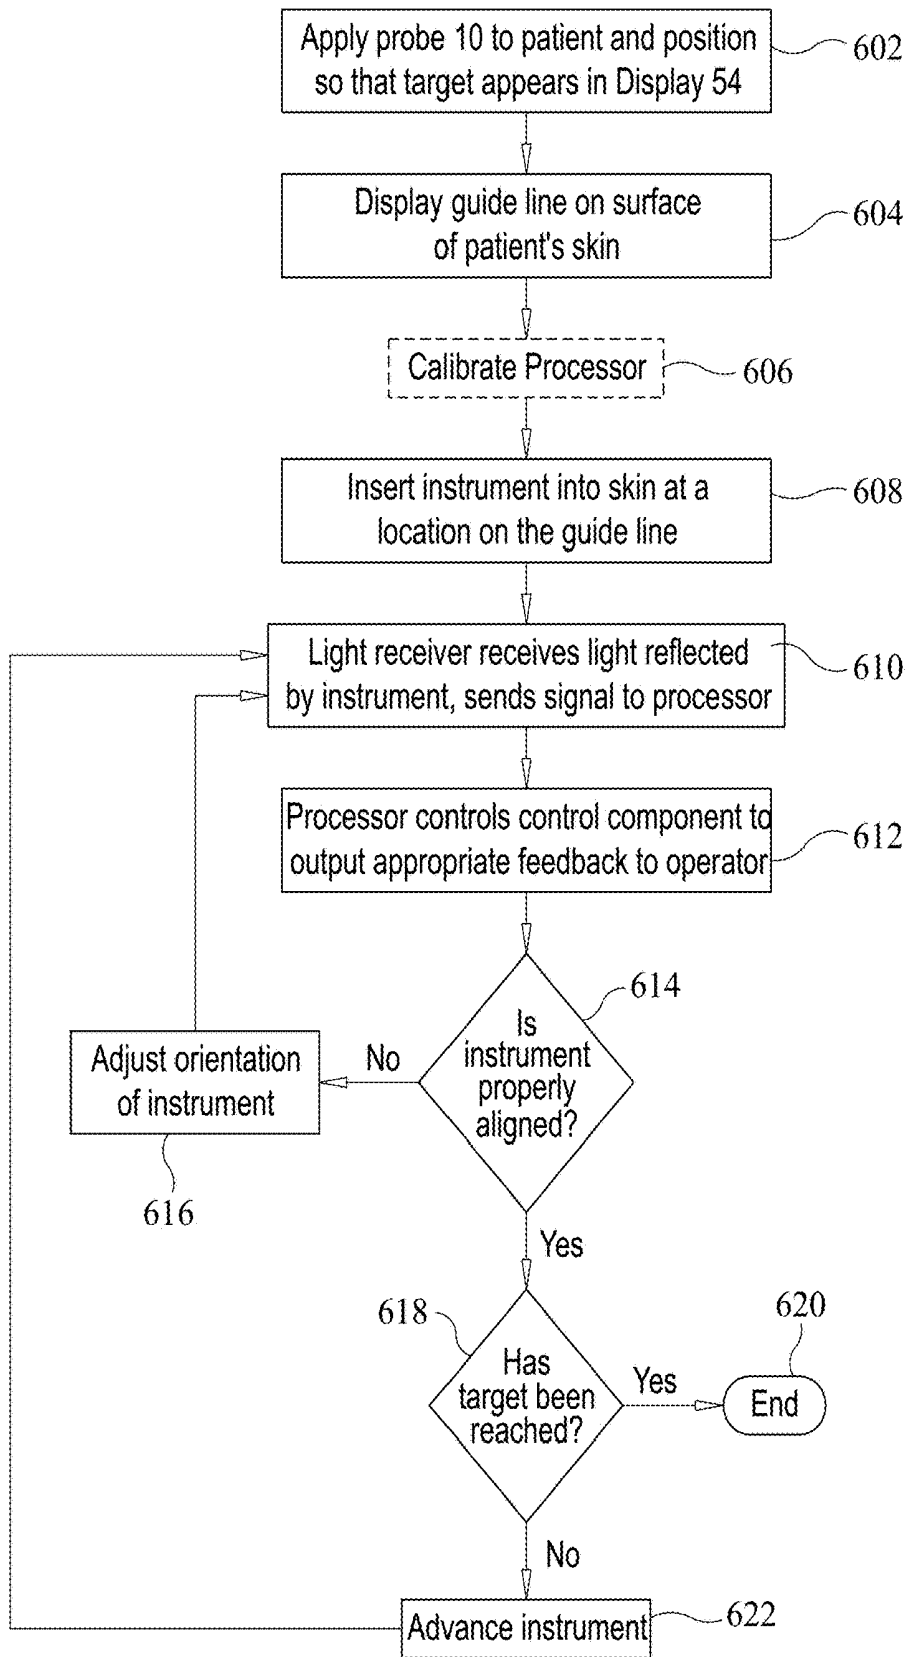 Apply probe 10 to patient and position
so that target appears in Display 54
602
Display guide line on surface
of patient's skin
604
Calibrate Processor
606
Insert instrument into skin at a
location on the guide line
608
Light receiver receives light reflected
by instrument, sends signal to processor
610
Processor controls control component to
output appropriate feedback to operator
612
614
Is
instrument
properly
aligned?
No
Adjust orientation
of instrument
616
Yes
618
Has
target been
reached?
Yes
620
End
No
Advance instrument
622